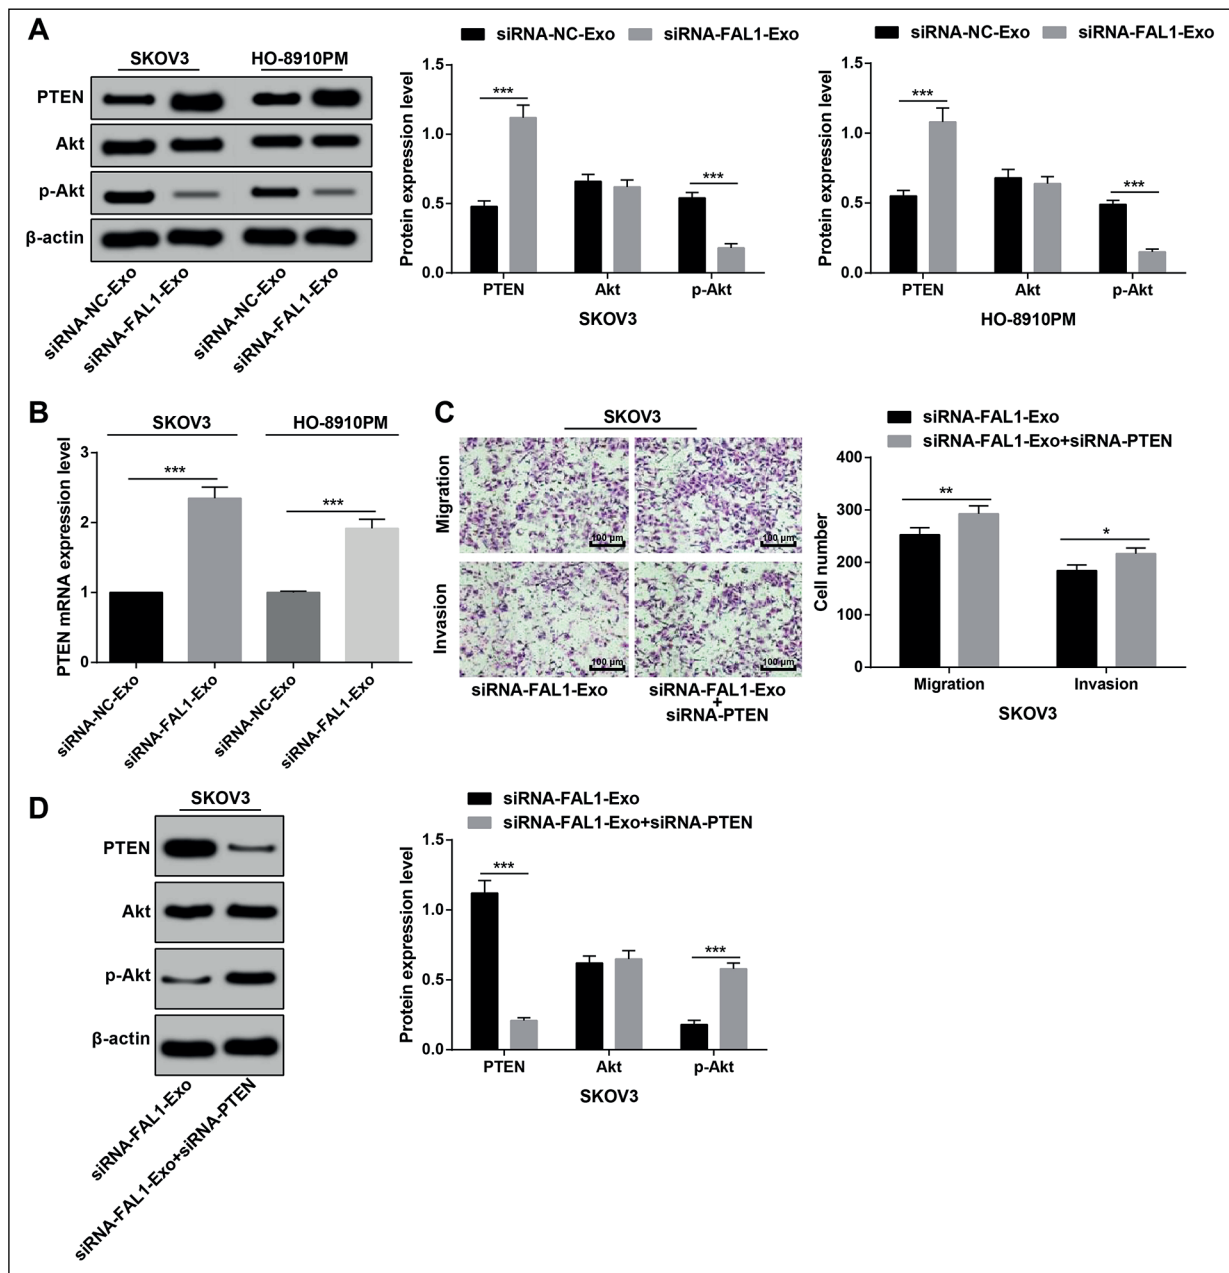 A
SKOV3 HO-8910PM
PTEN
Akt
p-Akt
β-actin
siRNA-NC-Exo
siRNA-FAL1-Exo
siRNA-NC-Exo
siRNA-FAL1-Exo
siRNA-NC-Exo siRNA-FAL1-Exo
Protein expression level
1.5
1.0
0.5
0.0
***
***
PTEN Akt p-Akt
SKOV3
siRNA-NC-Exo siRNA-FAL1-Exo
Protein expression level
1.5
1.0
0.5
0.0
***
***
PTEN Akt p-Akt
HO-8910PM
B
SKOV3 HO-8910PM
PTEN mRNA expression level
3
2
1
0
***
***
siRNA-NC-Exo
siRNA-FAL1-Exo
siRNA-NC-Exo
siRNA-FAL1-Exo
C
SKOV3
Migration
100 μm 100 μm
Invasion
100 μm 100 μm
siRNA-FAL1-Exo
siRNA-FAL1-Exo
+
siRNA-PTEN
siRNA-FAL1-Exo
siRNA-FAL1-Exo+siRNA-PTEN
Cell number
400
300
200
100
0
**
*
Migration Invasion
SKOV3
D
SKOV3
PTEN
Akt
p-Akt
β-actin
siRNA-FAL1-Exo
siRNA-FAL1-Exo+siRNA-PTEN
siRNA-FAL1-Exo
siRNA-FAL1-Exo+siRNA-PTEN
Protein expression level
1.5
1.0
0.5
0.0
***
***
PTEN Akt p-Akt
SKOV3